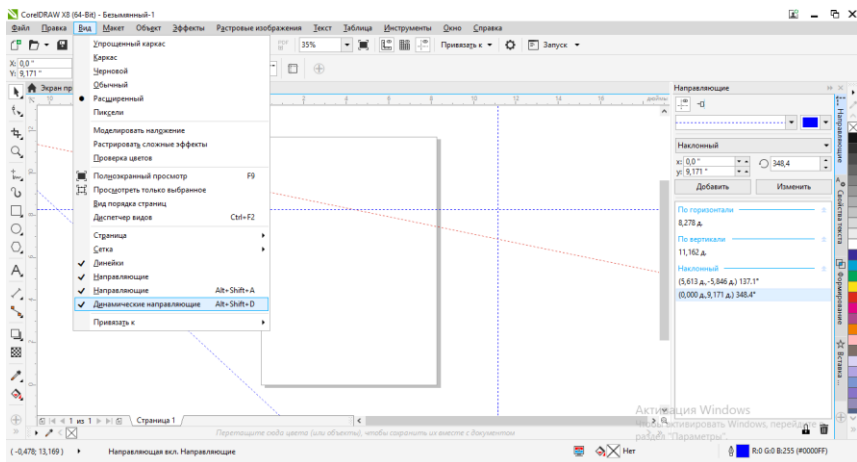 CorelDRAW X8 (64-Bit) - Безымянный-1
Файл Правка Вид Макет Объект Эффекты Растровые изображения Текст Таблица Инструменты Окно Справка
35% Привязать к Запуск
X: 0,0 "
Y: 9,171 "
Экран пр
Упрощенный каркас
Каркас
Черновой
Обычный
Расширенный
Пиксели
Моделировать наложение
Растрировать сложные эффекты
Проверка цветов
Полноэкранный просмотр F9
Просмотреть только выбранное
Вид порядка страниц
Диспетчер видов Ctrl+F2
Страница
Сетка
Линейки
Направляющие
Направляющие Alt+Shift+A
Динамические направляющие Alt+Shift+D
Привязать к
Направляющие
Наклонный
x: 0,0 "
y: 9,171 "
348,4
Добавить Изменить
По горизонтали
8,278 д.
По вертикали
11,162 д.
Наклонный
(5,613 д.,-5,846 д.) 137.1°
(0,000 д.,9,171 д.) 348.4°
Направляющие
Свойства текста
Формирование
Вставка ...
1 из 1
Страница 1
Перетащите сюда цвета (или объекты), чтобы сохранить их вместе с документом
Активация Windows
Чтобы активировать Windows, перейдите в
раздел "Параметры".
( -0,478; 13,169 ) Направляющая вкл. Направляющие
Нет
R:0 G:0 B:255 (#0000FF)